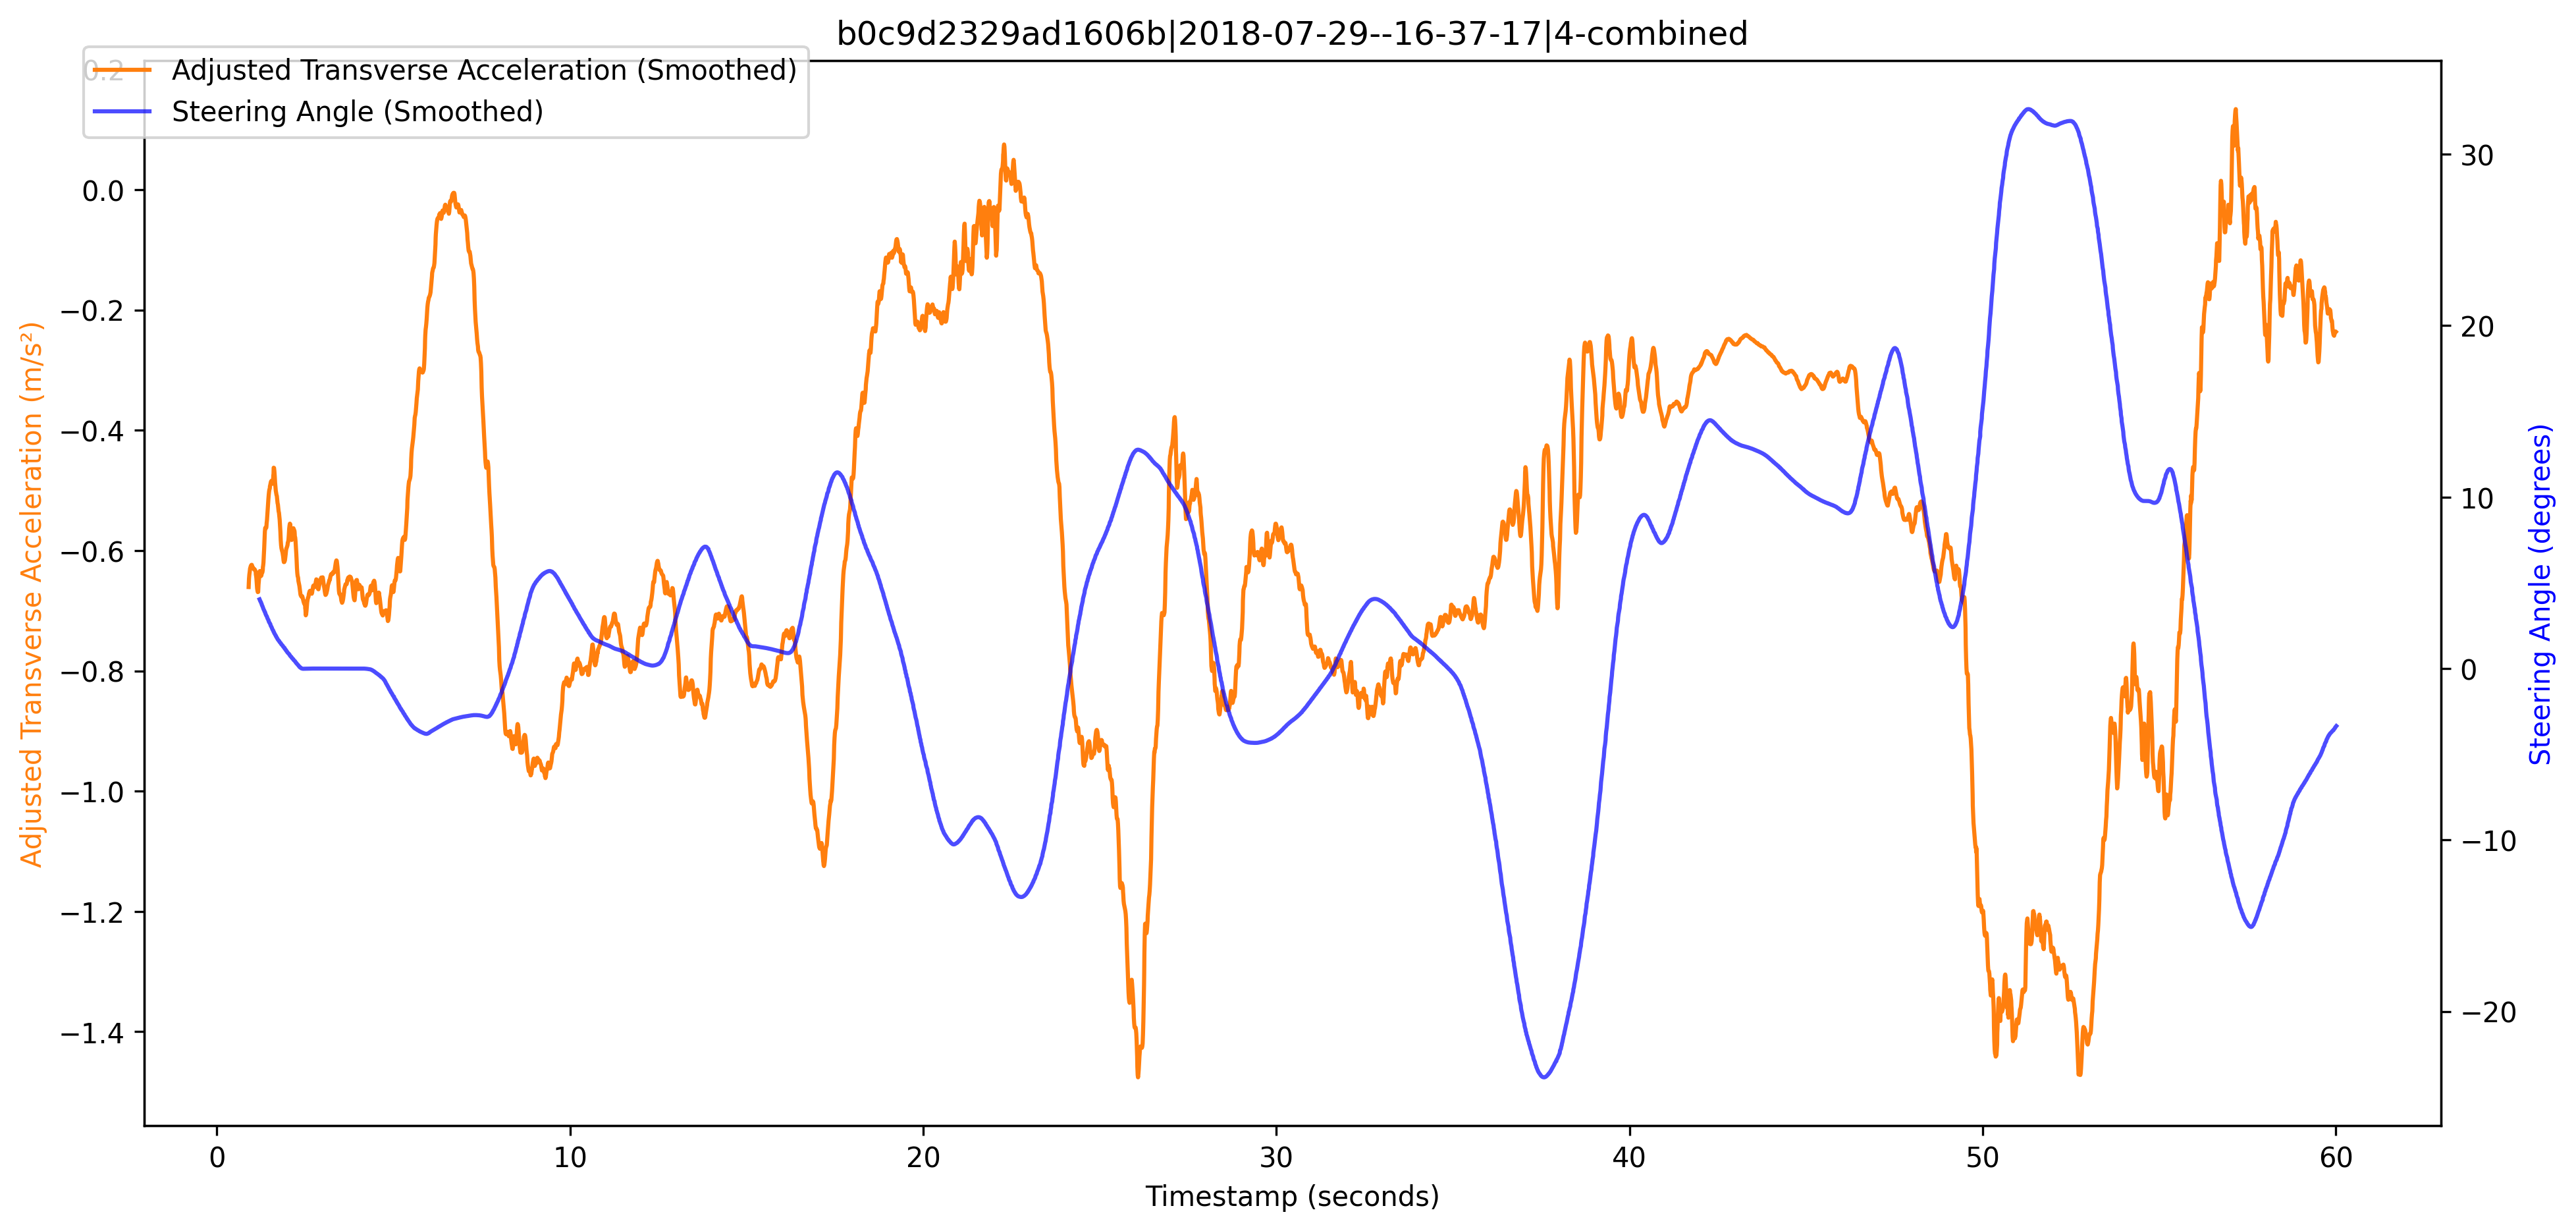 b0c9d2329ad1606b|2018-07-29--16-37-17|4-combined
Adjusted Transverse Acceleration (Smoothed)
Steering Angle (Smoothed)
0.2
0.0
−0.2
−0.4
−0.6
−0.8
−1.0
−1.2
−1.4
Adjusted Transverse Acceleration (m/s²)
30
20
10
0
−10
−20
Steering Angle (degrees)
0 10 20 30 40 50 60
Timestamp (seconds)